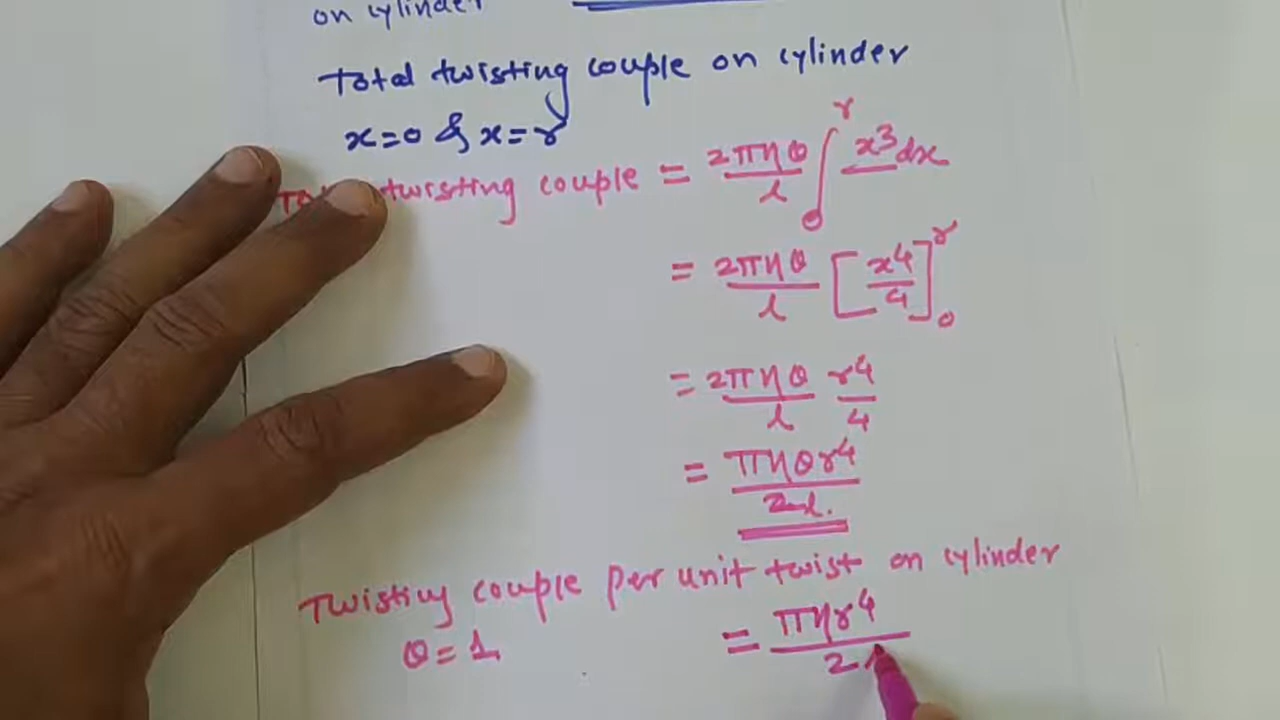 on cylinder
Total twisting couple on cylinder
x=0 & x=r
twisting couple = 2πηθ/l ∫₀ʳ x³dx
= 2πηθ/l [x⁴/4]₀ʳ
= 2πηθ/l r⁴/4
= πηθr⁴/2l.
Twisting couple per unit twist on cylinder
θ=1 = πηr⁴/2